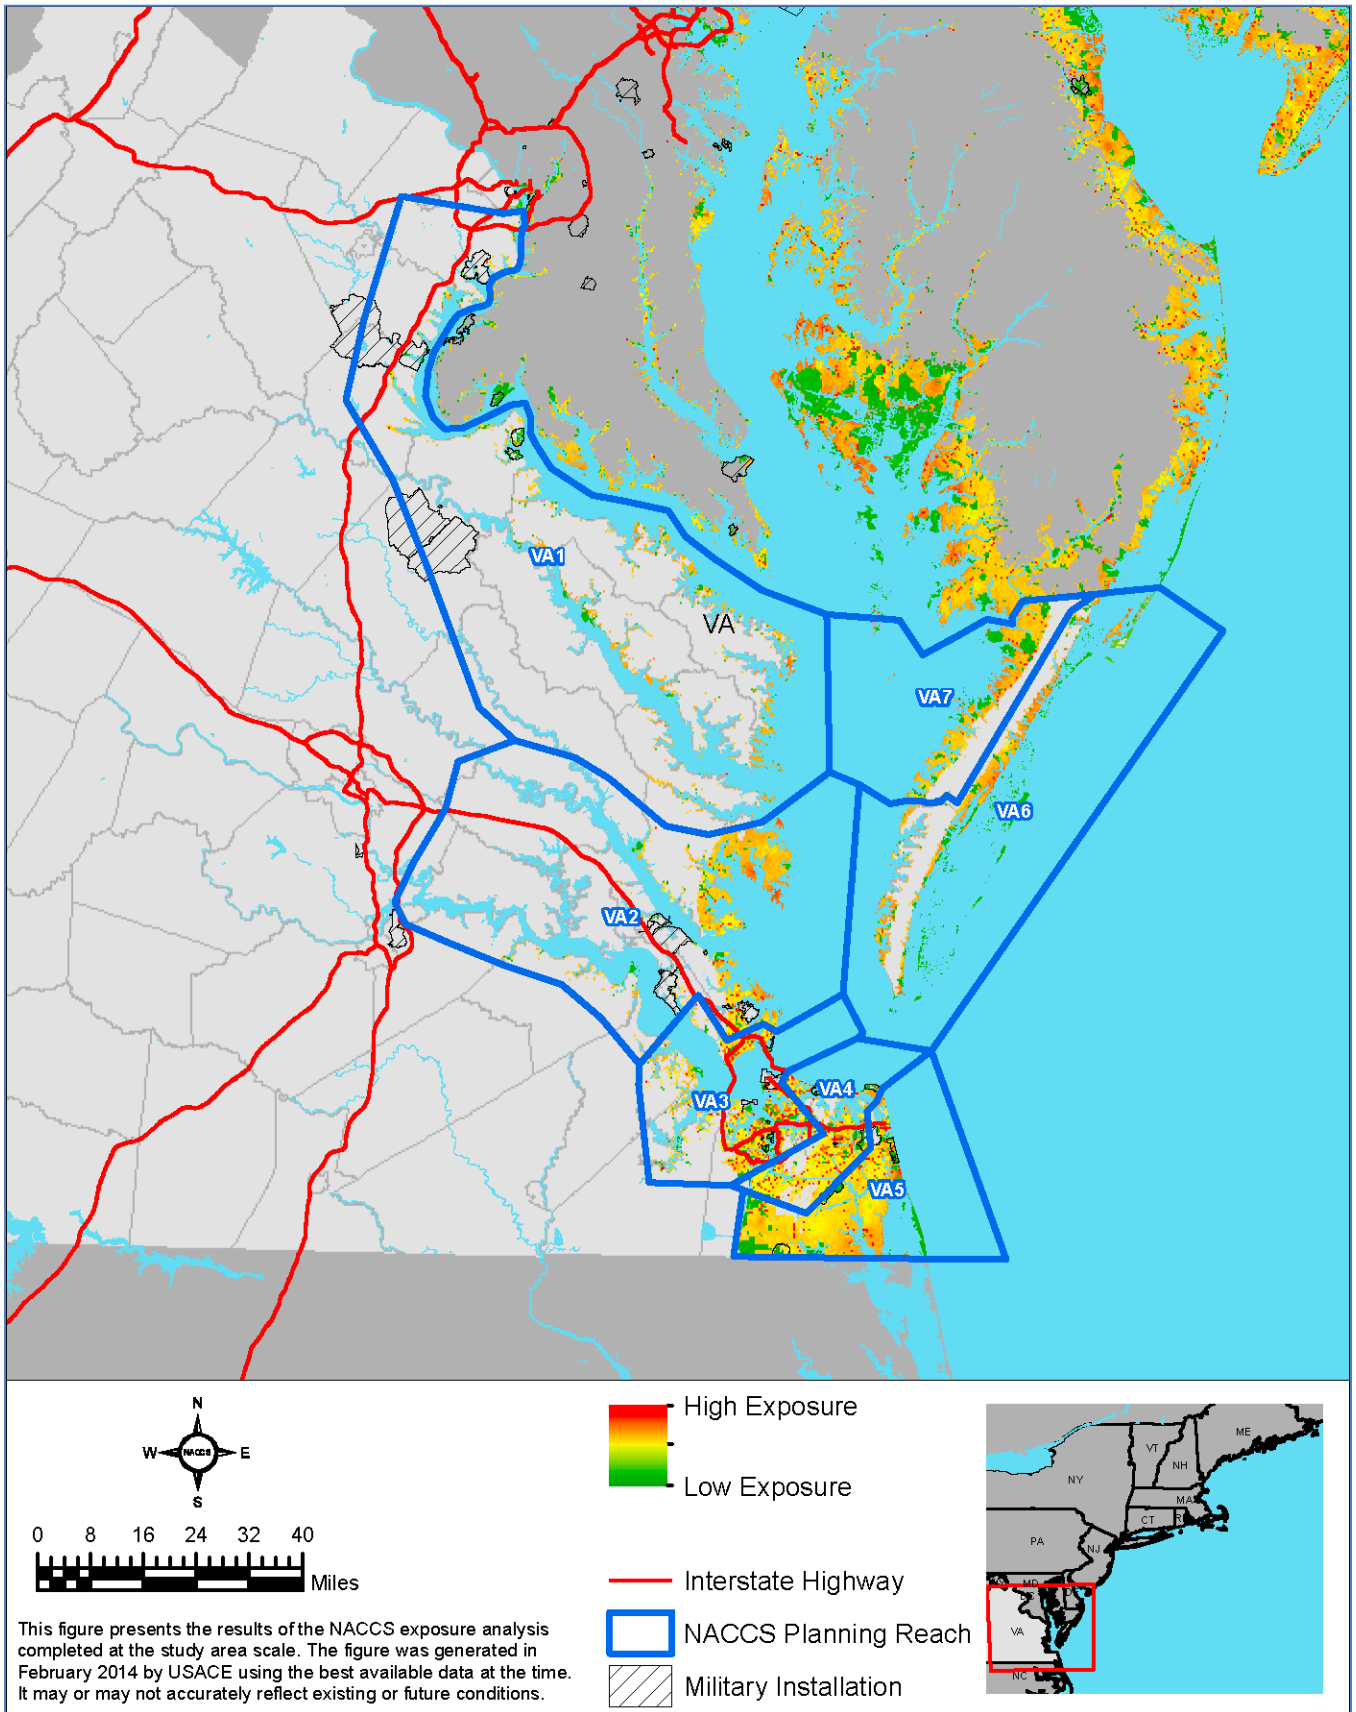 VA1
VA
VA7
VA6
VA2
VA3
VA4
VA5
N
W NACCS E
S
0 8 16 24 32 40
Miles
This figure presents the results of the NACCS exposure analysis
completed at the study area scale. The figure was generated in
February 2014 by USACE using the best available data at the time.
It may or may not accurately reflect existing or future conditions.
High Exposure
Low Exposure
Interstate Highway
NACCS Planning Reach
Military Installation
ME
VT
NH
NY
MA
CT
PA
NJ
MD
VA
NC